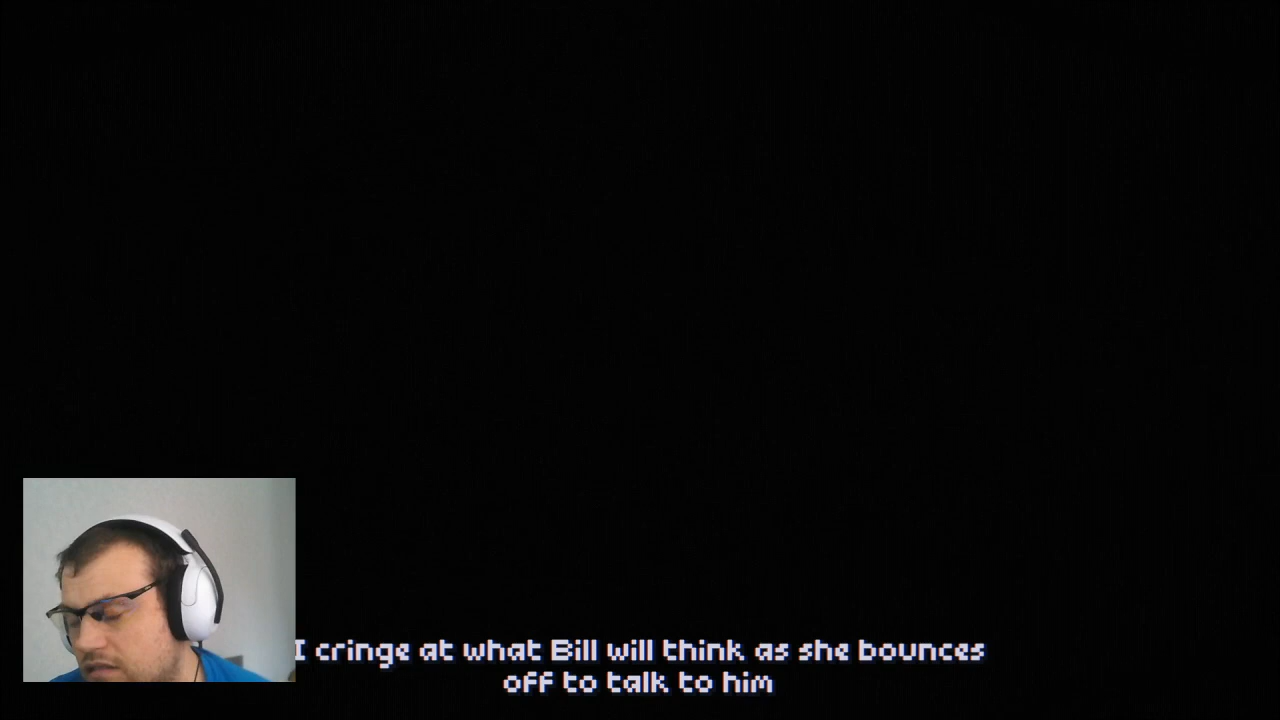 I cringe at what Bill will think as she bounces
off to talk to him